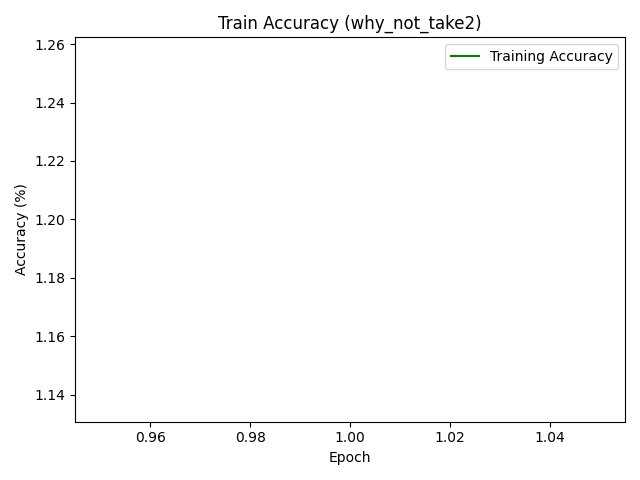 Train Accuracy (why_not_take2)
Training Accuracy
1.26
1.24
1.22
1.20
1.18
1.16
1.14
Accuracy (%)
0.96 0.98 1.00 1.02 1.04
Epoch